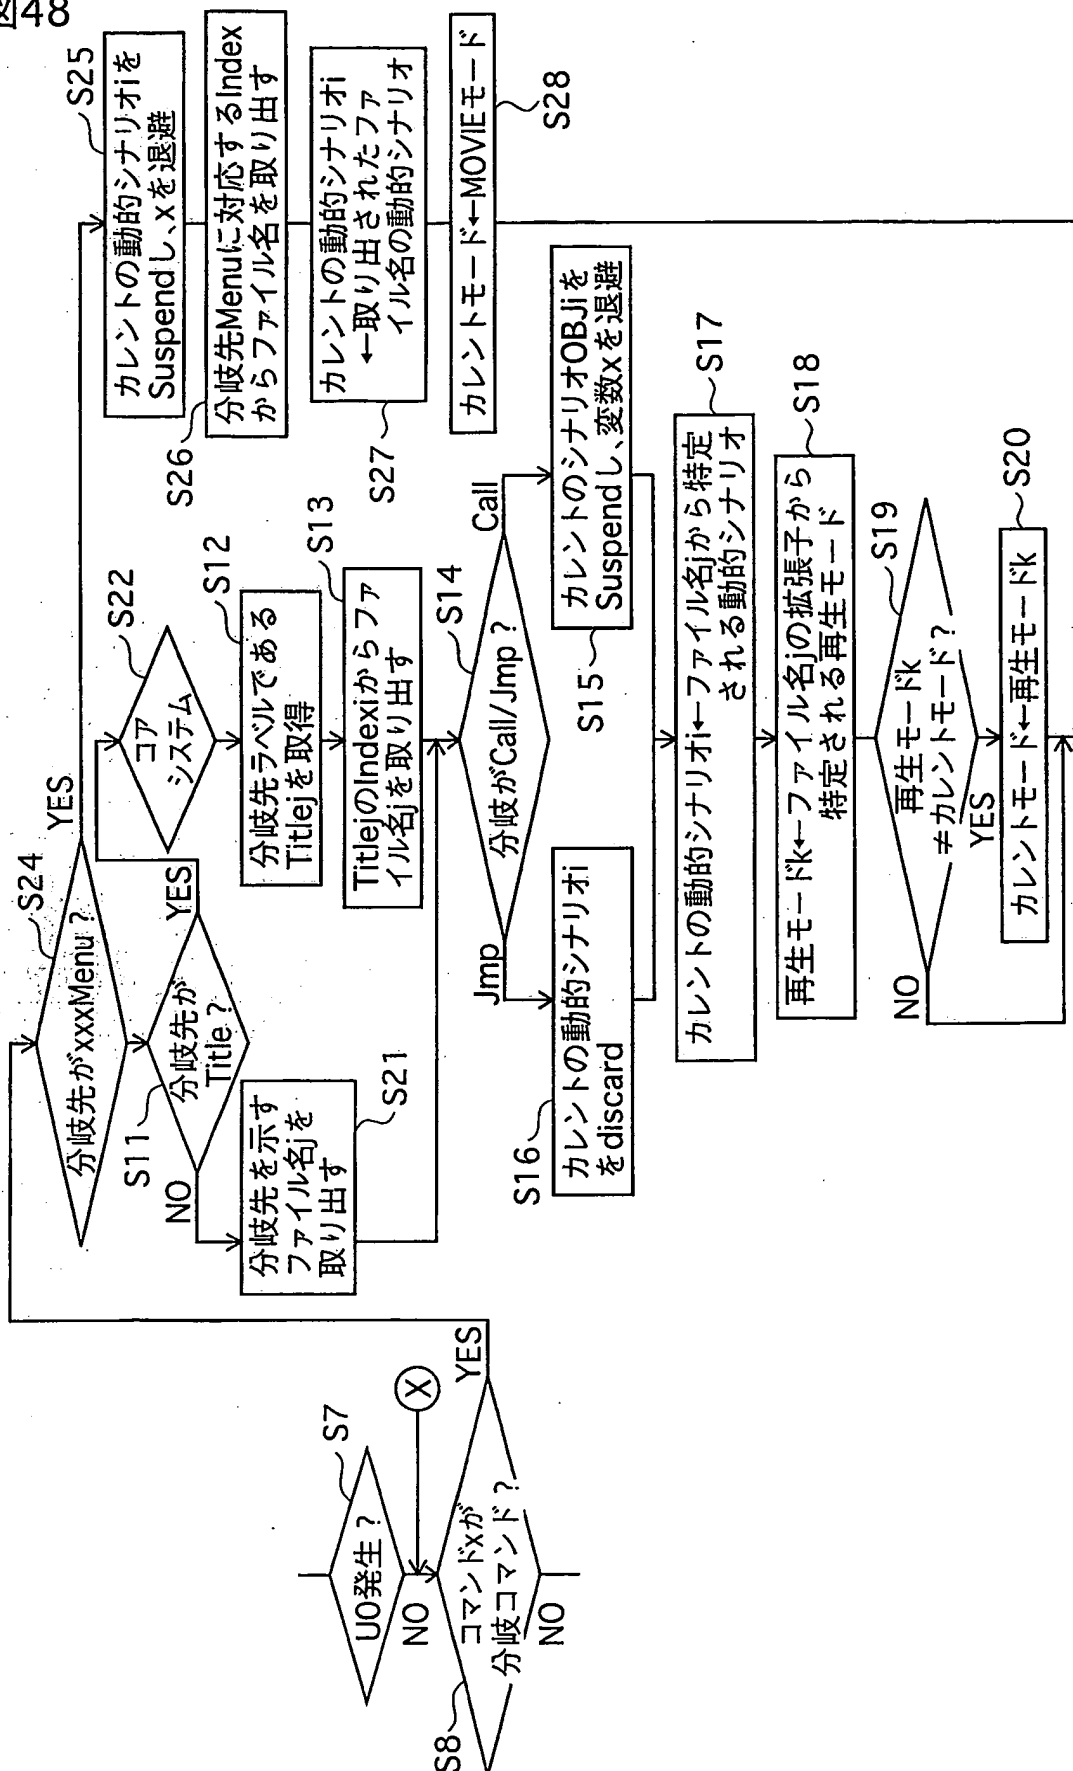 図48
S7
UO発生？
NO
X
S8
コマンドxが
分岐コマンド？
YES
NO
S24
分岐先がxxxMenu？
YES
S11
分岐先が
Title？
YES
NO
S21
分岐先を示す
ファイル名jを
取り出す
S22
コア
システム
S12
分岐先ラベルである
Titlejを取得
S13
TitlejのIndexiからファ
イル名jを取り出す
S14
分岐がCall/Jmp？
Jmp
Call
S16
カレントの動的シナリオi
をdiscard
S15
カレントのシナリオOBJiを
Suspendし、変数xを退避
S17
カレントの動的シナリオi←ファイル名jから特定
される動的シナリオ
S18
再生モードk←ファイル名jの拡張子から
特定される再生モード
S19
再生モードk
≠カレントモード？
NO
YES
S20
カレントモード←再生モードk
S25
カレントの動的シナリオiを
Suspendし、xを退避
S26
分岐先Menuに対応するIndex
からファイル名を取り出す
S27
カレントの動的シナリオi
←取り出されたファ
イル名の動的シナリオ
S28
カレントモード←MOVIEモード